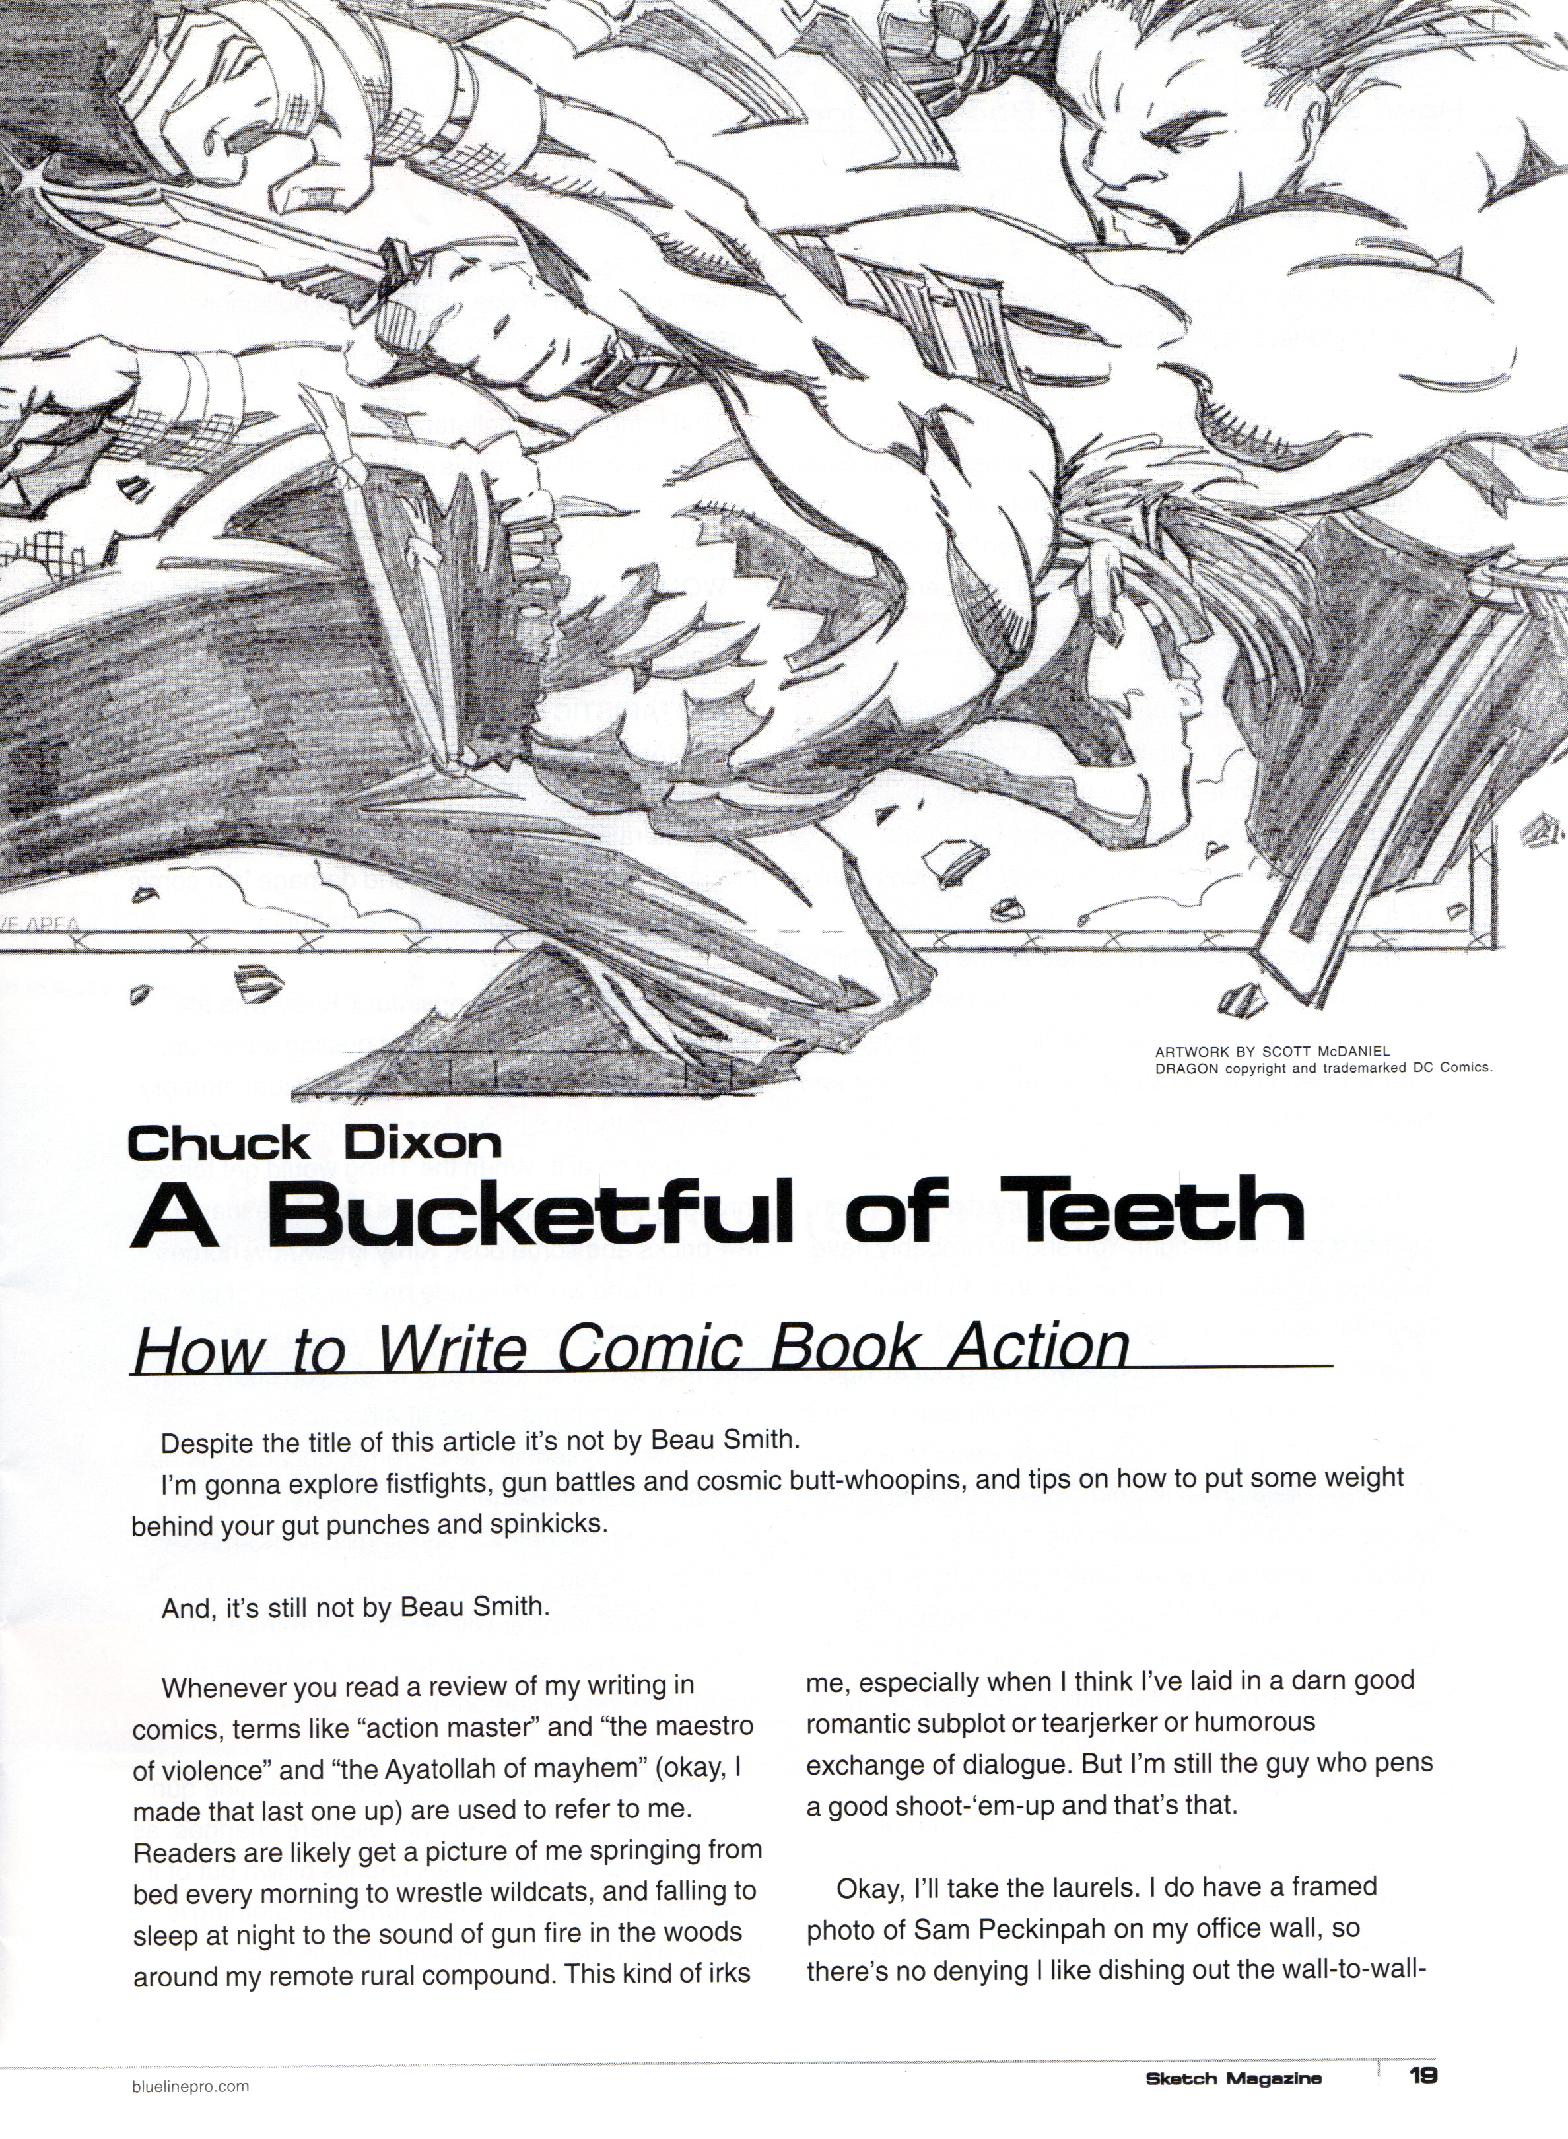 VE AREA
ARTWORK BY SCOTT McDANIEL
DRAGON copyright and trademarked DC Comics.
Chuck Dixon
A Bucketful of Teeth
How to Write Comic Book Action
Despite the title of this article it's not by Beau Smith.
I'm gonna explore fistfights, gun battles and cosmic butt-whoopins, and tips on how to put some weight
behind your gut punches and spinkicks.
And, it's still not by Beau Smith.
Whenever you read a review of my writing in
comics, terms like “action master” and “the maestro
of violence” and “the Ayatollah of mayhem” (okay, I
made that last one up) are used to refer to me.
Readers are likely get a picture of me springing from
bed every morning to wrestle wildcats, and falling to
sleep at night to the sound of gun fire in the woods
around my remote rural compound. This kind of irks
me, especially when I think I've laid in a darn good
romantic subplot or tearjerker or humorous
exchange of dialogue. But I'm still the guy who pens
a good shoot-‘em-up and that's that.
Okay, I'll take the laurels. I do have a framed
photo of Sam Peckinpah on my office wall, so
there's no denying I like dishing out the wall-to-wall-
bluelinepro.com
Sketch Magazine
19